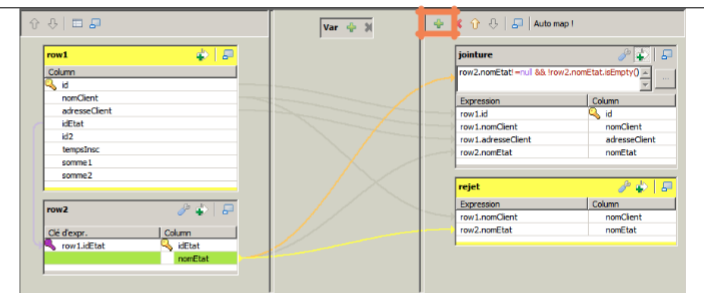 Var
Auto map !
row1
Column
id
nomClient
adresseClient
idEtat
id2
tempsInsc
somme1
somme2
row2
Clé d'expr. Column
row1.idEtat idEtat
nomEtat
jointure
row2.nomEtat!=null && !row2.nomEtat.isEmpty()
...
Expression Column
row1.id id
row1.nomClient nomClient
row1.adresseClient adresseClient
row2.nomEtat nomEtat
rejet
Expression Column
row1.nomClient nomClient
row2.nomEtat nomEtat